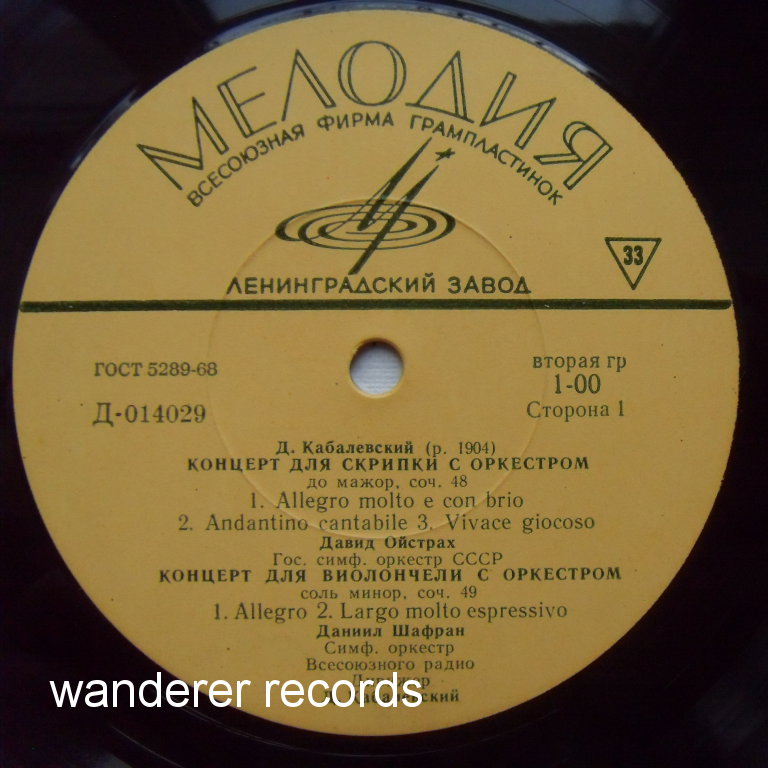 МЕЛОДИЯ
ВСЕСОЮЗНАЯ ФИРМА ГРАМПЛАСТИНОК
33
ЛЕНИНГРАДСКИЙ ЗАВОД
ГОСТ 5289-68
вторая гр
1-00
Д-014029
Сторона 1
Д. Кабалевский (р. 1904)
КОНЦЕРТ ДЛЯ СКРИПКИ С ОРКЕСТРОМ
до мажор, соч. 48
1. Allegro molto e con brio
2. Andantino cantabile 3. Vivace giocoso
Давид Ойстрах
Гос. симф. оркестр СССР
КОНЦЕРТ ДЛЯ ВИОЛОНЧЕЛИ С ОРКЕСТРОМ
соль минор, соч. 49
1. Allegro 2. Largo molto espressivo
Даниил Шафран
Симф. оркестр
Всесоюзного радио
Д. Кабалевский
wanderer records